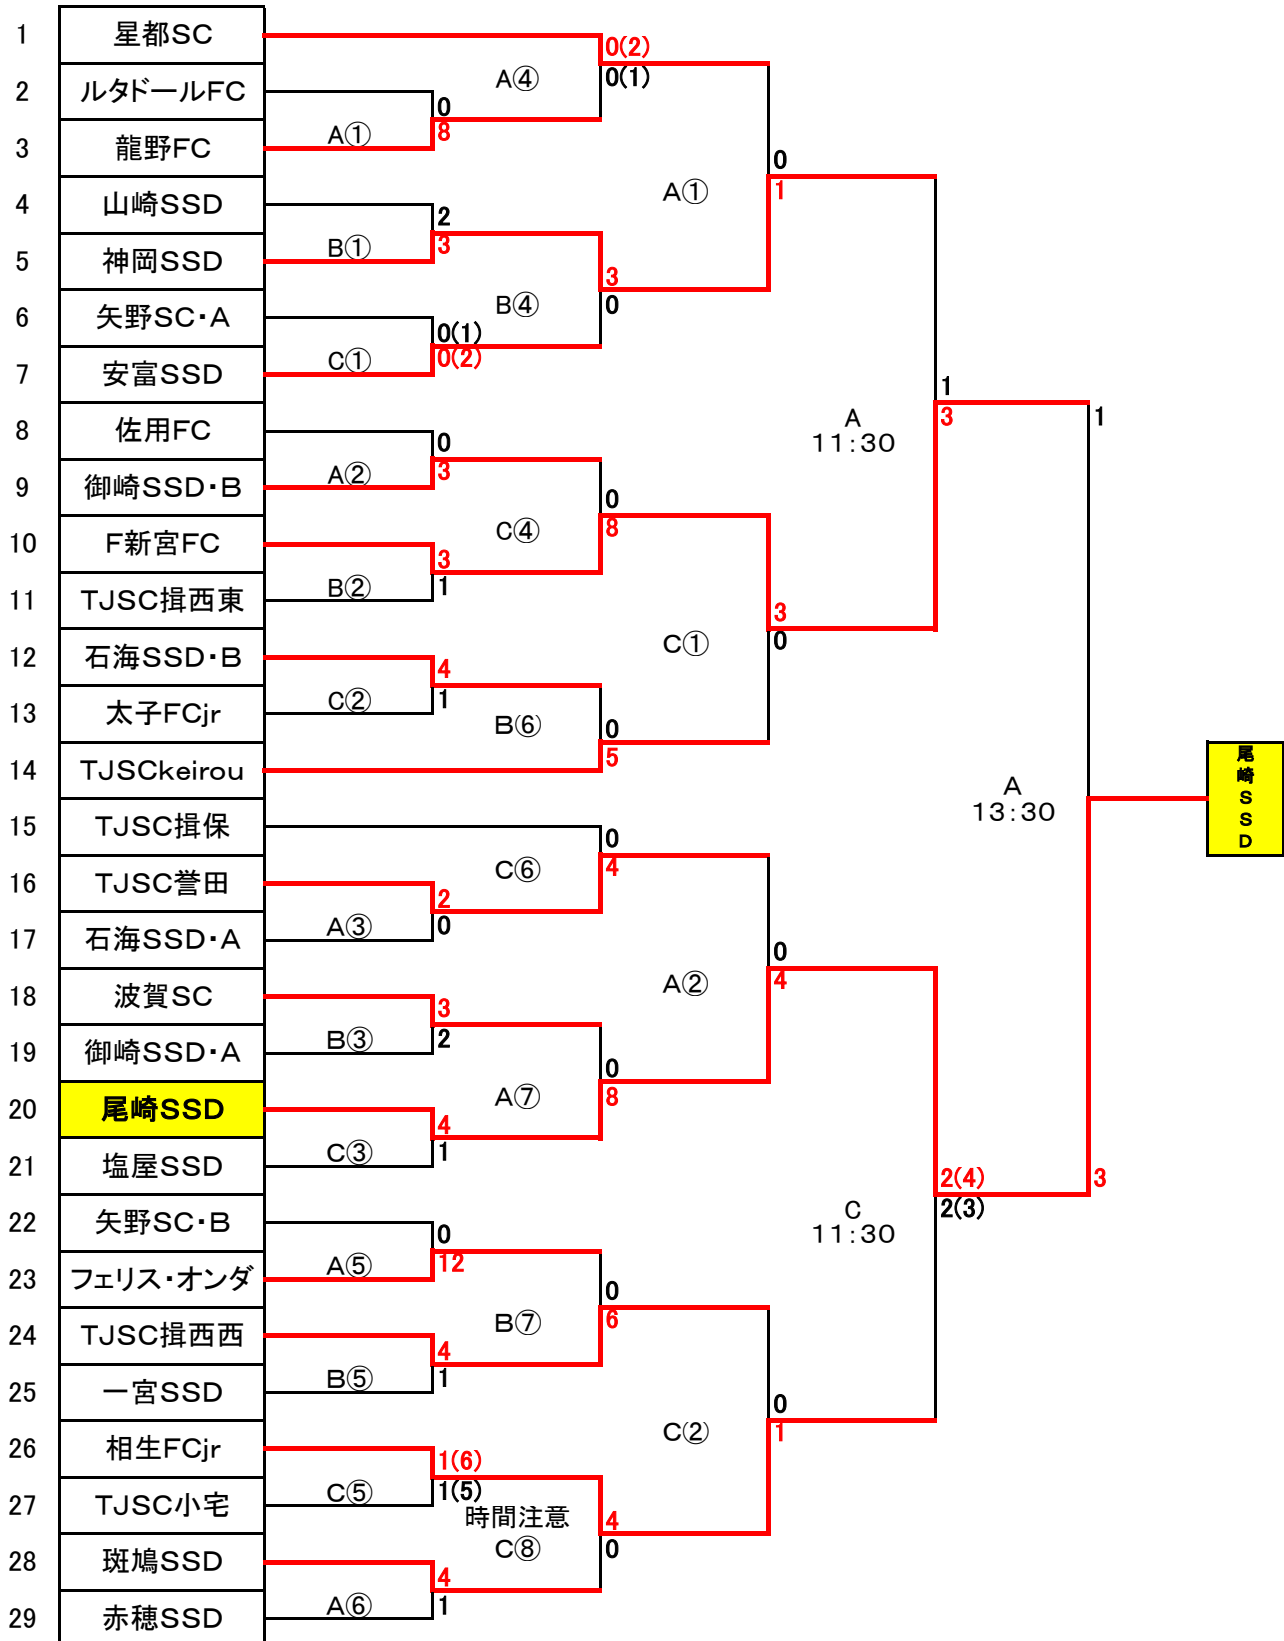 1 星都SC
0(2)
A④ 0(1)
2 ルタドールFC
0
A① 8
3 龍野FC
0
A① 1
4 山崎SSD
2
B① 3
5 神岡SSD
3
B④ 0
6 矢野SC・A
0(1)
C① 0(2)
7 安富SSD
1
A 3
11:30
1
8 佐用FC
0
A② 3
9 御崎SSD・B
0
C④ 8
10 F新宮FC
3
B② 1
11 TJSC揖西東
3
C① 0
12 石海SSD・B
4
C② 1
13 太子FCjr
B⑥ 0
5
14 TJSCkeirou
尾崎SSD
A
13:30
15 TJSC揖保
0
C⑥ 4
16 TJSC誉田
2
A③ 0
17 石海SSD・A
0
A② 4
18 波賀SC
3
B③ 2
19 御崎SSD・A
0
A⑦ 8
20 尾崎SSD
4
C③ 1
21 塩屋SSD
2(4)
3
C 2(3)
11:30
22 矢野SC・B
0
A⑤ 12
23 フェリス・オンダ
0
B⑦ 6
24 TJSC揖西西
4
B⑤ 1
25 一宮SSD
0
C② 1
26 相生FCjr
1(6)
C⑤ 1(5)
27 TJSC小宅
時間注意 4
C⑧ 0
28 斑鳩SSD
4
A⑥ 1
29 赤穂SSD